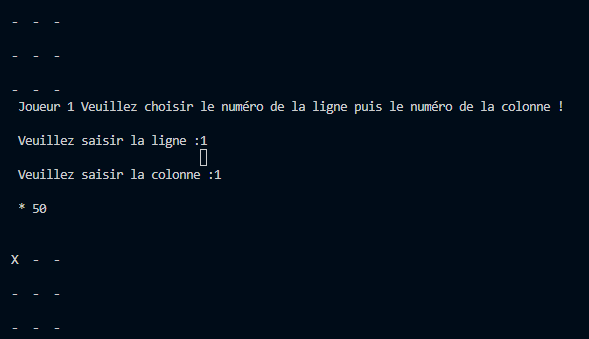 - - -
- - -
- - -
Joueur 1 Veuillez choisir le numéro de la ligne puis le numéro de la colonne !
Veuillez saisir la ligne :1
Veuillez saisir la colonne :1
* 50
X - -
- - -
- - -